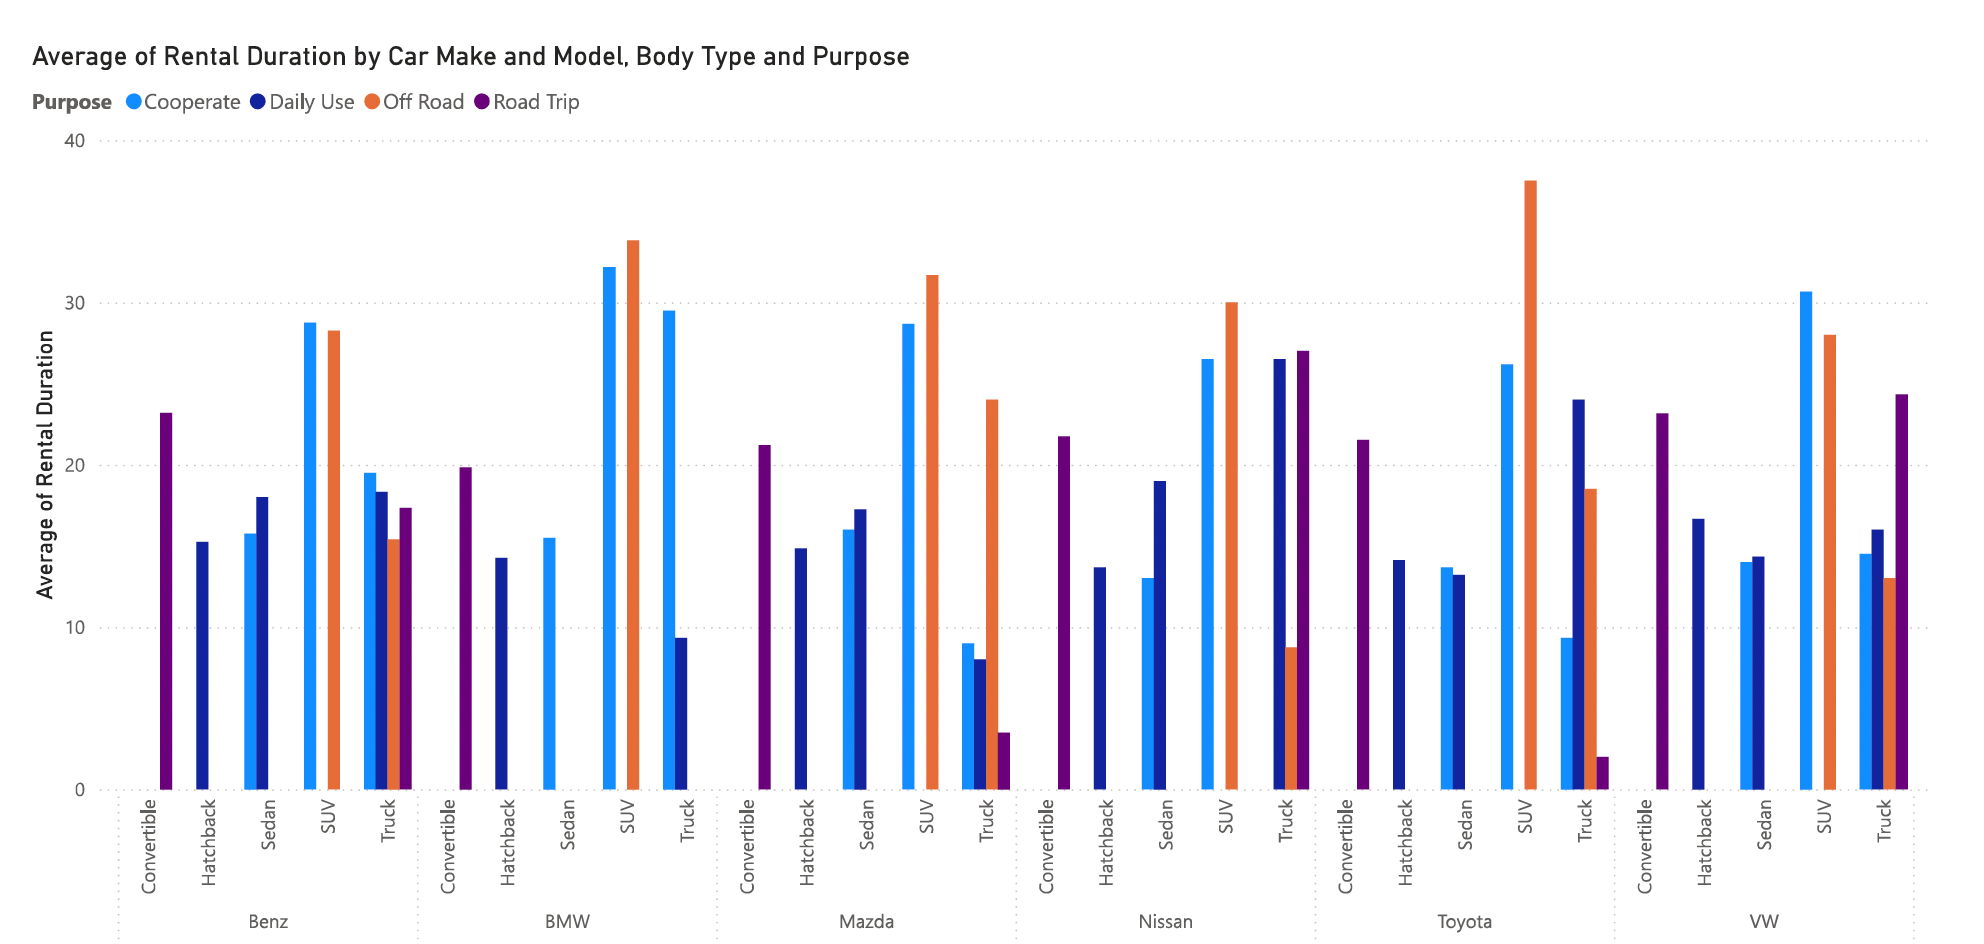 Average of Rental Duration by Car Make and Model, Body Type and Purpose
Purpose Cooperate Daily Use Off Road Road Trip
40
30
20
10
0
Average of Rental Duration
Convertible Hatchback Sedan SUV Truck Convertible Hatchback Sedan SUV Truck Convertible Hatchback Sedan SUV Truck Convertible Hatchback Sedan SUV Truck Convertible Hatchback Sedan SUV Truck Convertible Hatchback Sedan SUV Truck
Benz BMW Mazda Nissan Toyota VW